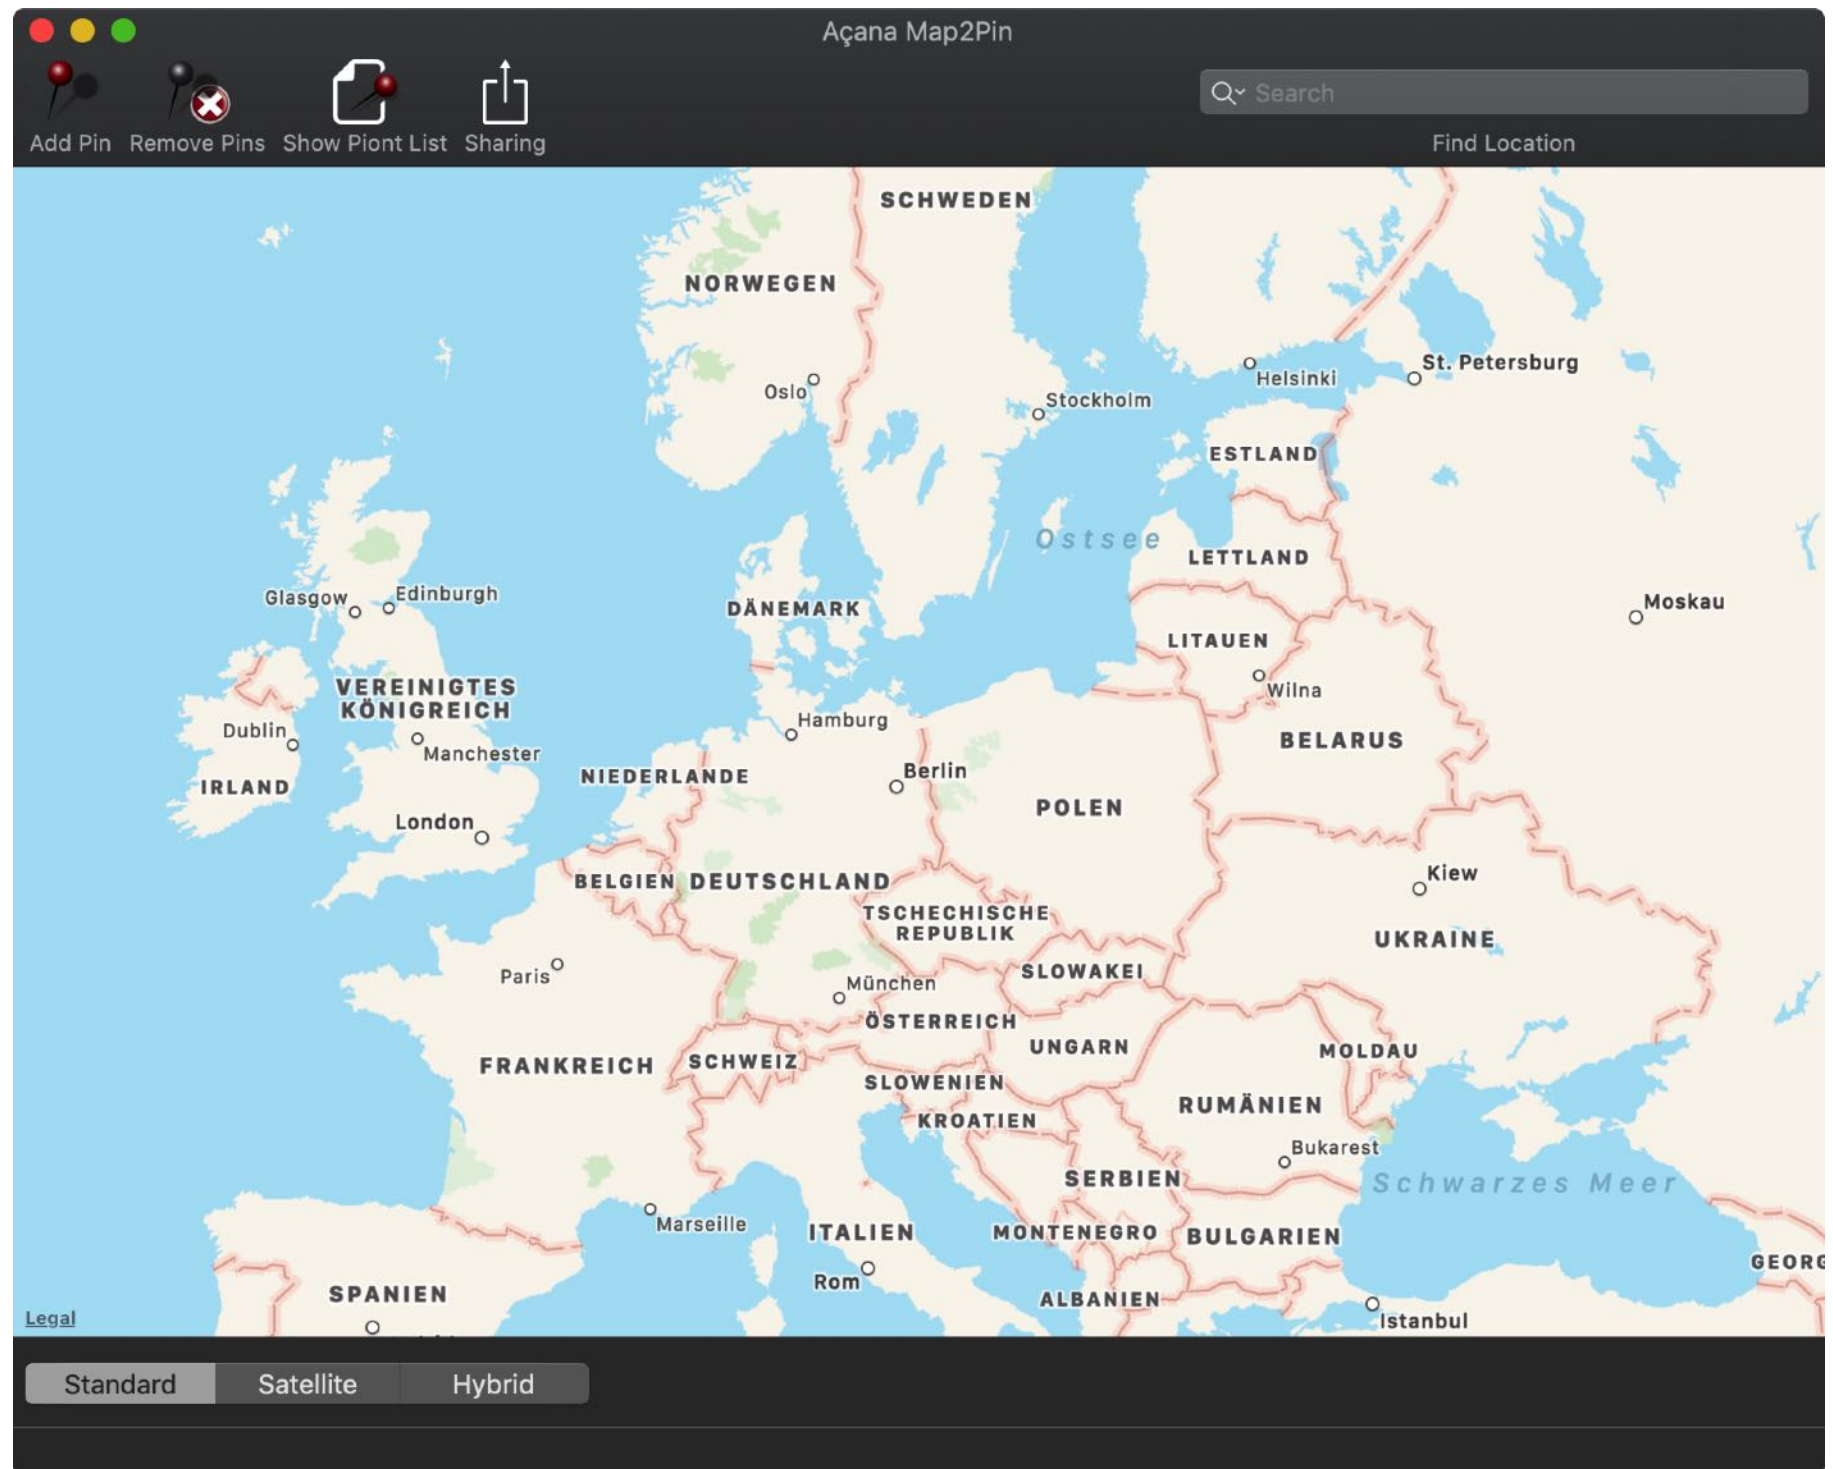 Açana Map2Pin
Search
Add Pin
Remove Pins
Show Piont List
Sharing
Find Location
SCHWEDEN
NORWEGEN
St. Petersburg
Helsinki
Oslo
Stockholm
ESTLAND
Ostsee
LETTLAND
Glasgow
Edinburgh
DÄNEMARK
Moskau
LITAUEN
VEREINIGTES
KÖNIGREICH
Wilna
Hamburg
Dublin
BELARUS
Manchester
NIEDERLANDE
Berlin
IRLAND
POLEN
London
Kiew
BELGIEN
DEUTSCHLAND
TSCHECHISCHE
REPUBLIK
UKRAINE
Paris
SLOWAKEI
München
ÖSTERREICH
UNGARN
MOLDAU
FRANKREICH
SCHWEIZ
SLOWENIEN
RUMÄNIEN
KROATIEN
Bukarest
SERBIEN
Schwarzes Meer
Marseille
ITALIEN
MONTENEGRO
BULGARIEN
GEORG
Rom
SPANIEN
ALBANIEN
Legal
Istanbul
Standard
Satellite
Hybrid